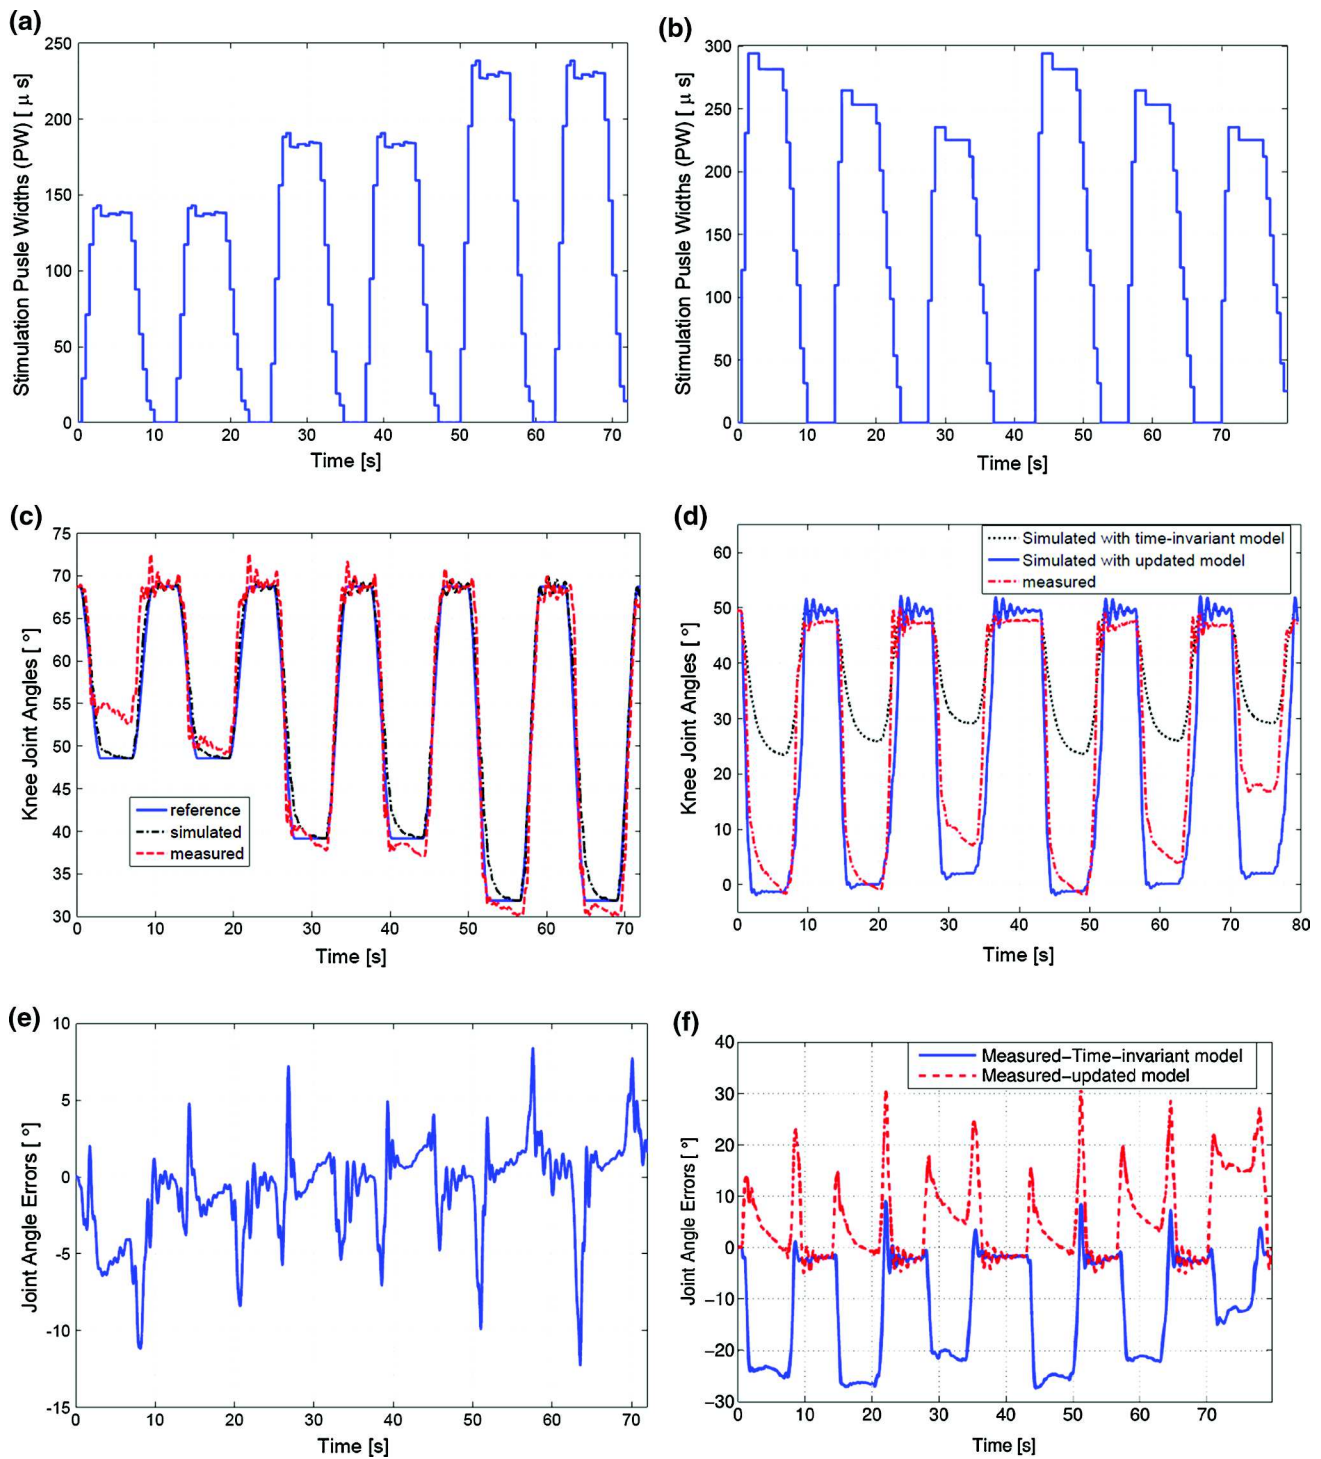 (a)
250
200
150
100
50
0
Stimulation Pusle Widths (PW) [ μ s]
0 10 20 30 40 50 60 70
Time [s]
(b)
300
250
200
150
100
50
0
Stimulation Pusle Widths (PW) [ μ s]
0 10 20 30 40 50 60 70
Time [s]
(c)
75
70
65
60
55
50
45
40
35
30
Knee Joint Angles [ °]
reference
simulated
measured
0 10 20 30 40 50 60 70
Time [s]
(d)
60
50
40
30
20
10
0
Knee Joint Angles [ °]
Simulated with time-invariant model
Simulated with updated model
measured
0 10 20 30 40 50 60 70 80
Time [s]
(e)
10
5
0
-5
-10
-15
Joint Angle Errors [ °]
0 10 20 30 40 50 60 70
Time [s]
(f)
40
30
20
10
0
−10
−20
−30
Joint Angle Errors [ °]
Measured−Time−invariant model
Measured−updated model
0 10 20 30 40 50 60 70
Time [s]